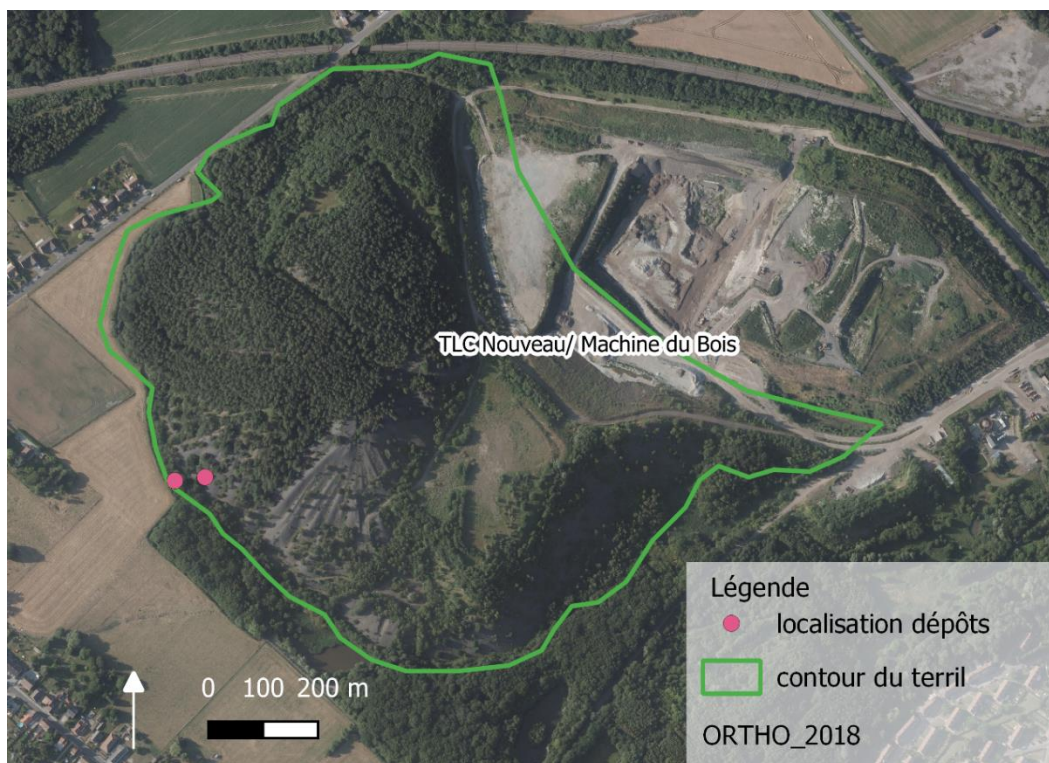 TLC Nouveau/ Machine du Bois
Légende
localisation dépôts
contour du terril
0 100 200 m
ORTHO_2018